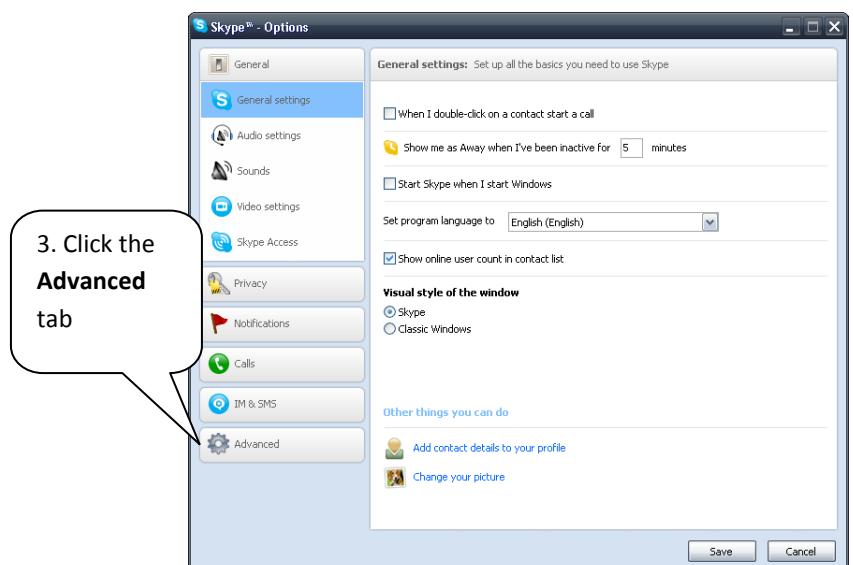 Skype™ - Options
General
General settings
Audio settings
Sounds
Video settings
Skype Access
Privacy
Notifications
Calls
IM & SMS
Advanced
3. Click the
Advanced
tab
General settings: Set up all the basics you need to use Skype
When I double-click on a contact start a call
Show me as Away when I've been inactive for 5 minutes
Start Skype when I start Windows
Set program language to English (English)
Show online user count in contact list
Visual style of the window
Skype
Classic Windows
Other things you can do
Add contact details to your profile
Change your picture
Save Cancel